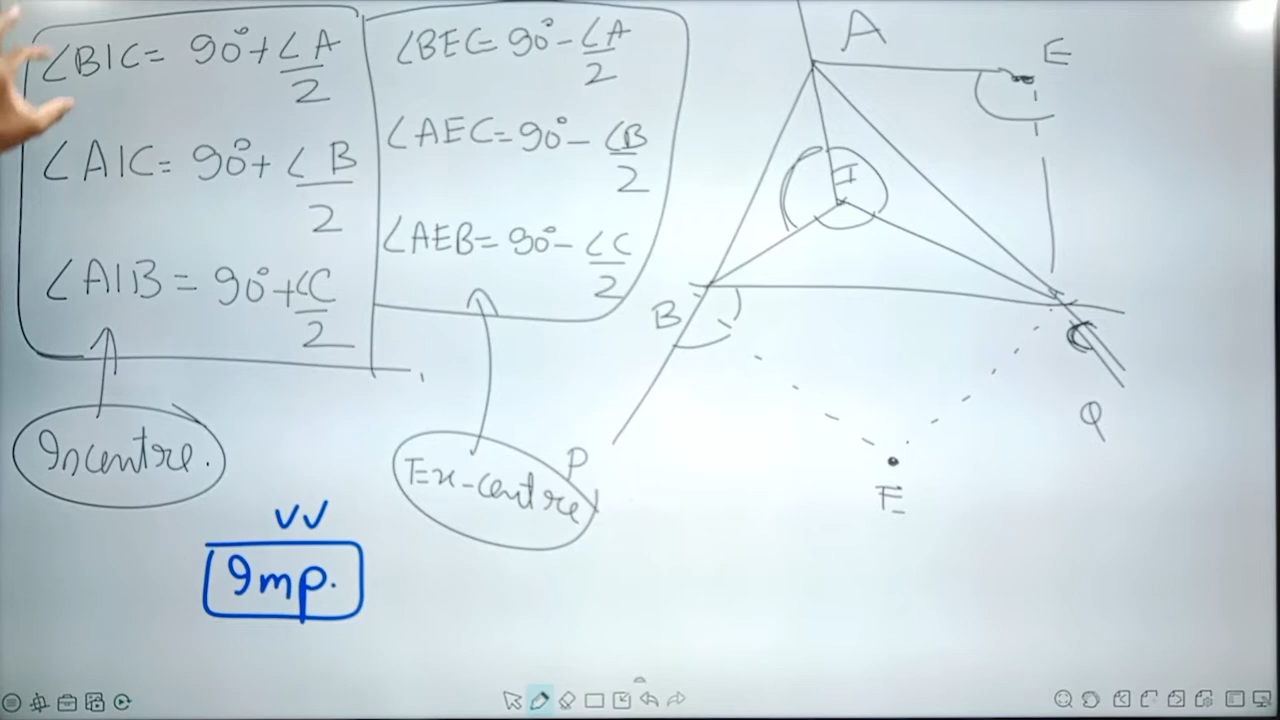 ∠BIC = 90° + ∠A/2
∠AIC = 90° + ∠B/2
∠AIB = 90° + ∠C/2
Incentre.
∠BEC = 90° - ∠A/2
∠AEC = 90° - ∠B/2
∠AEB = 90° - ∠C/2
Ex-centre
VV
Imp.
A
E
I
B
C
P
Q
E